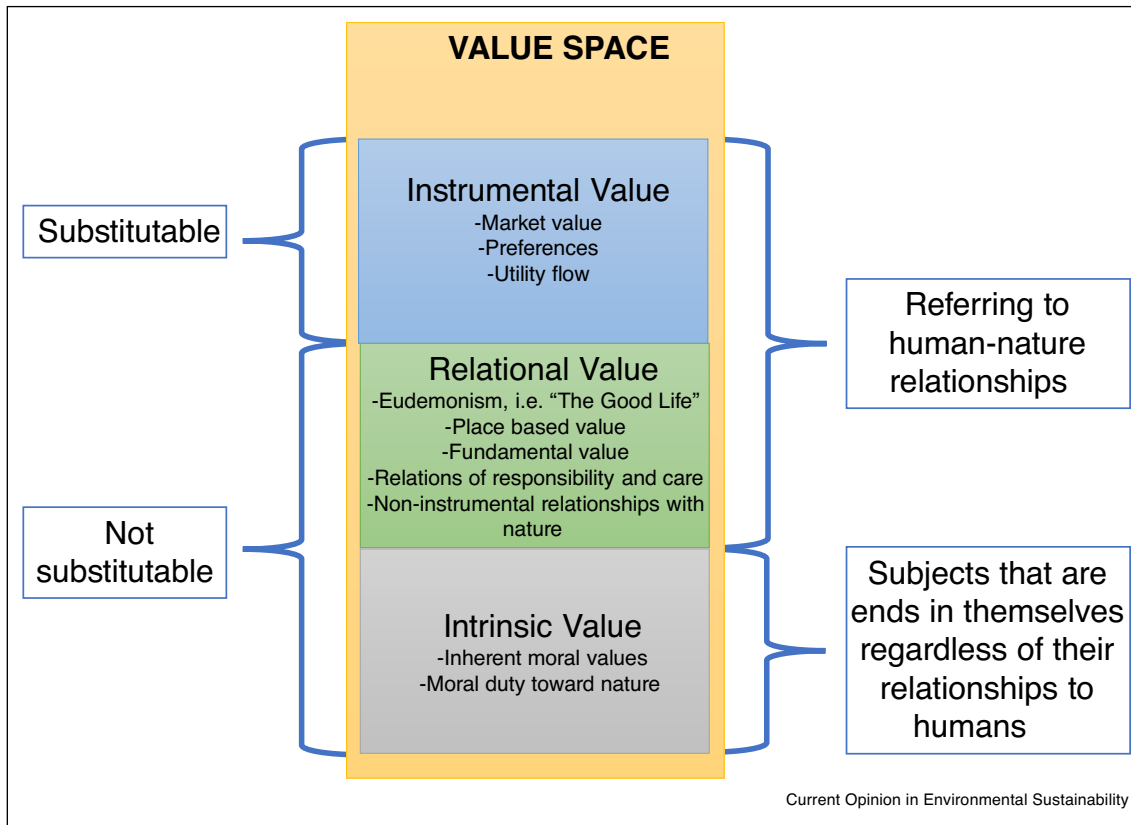 VALUE SPACE
Substitutable
Instrumental Value
-Market value
-Preferences
-Utility flow
Referring to
human-nature
relationships
Relational Value
-Eudemonism, i.e. “The Good Life”
-Place based value
-Fundamental value
-Relations of responsibility and care
-Non-instrumental relationships with
nature
Not
substitutable
Intrinsic Value
-Inherent moral values
-Moral duty toward nature
Subjects that are
ends in themselves
regardless of their
relationships to
humans
Current Opinion in Environmental Sustainability